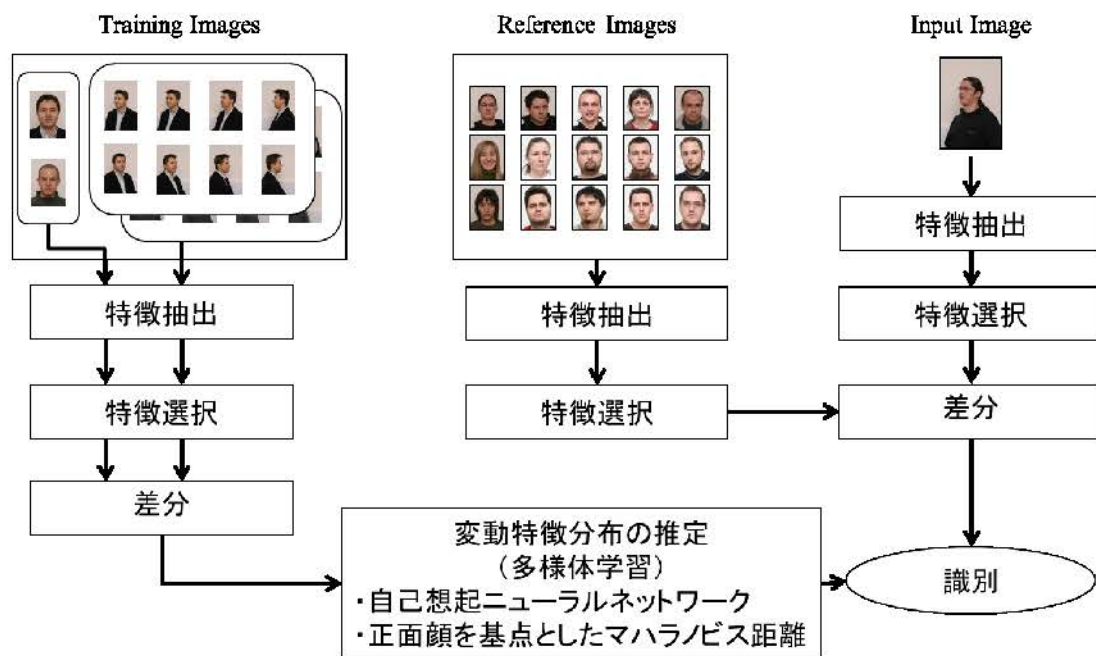 Training Images
Reference Images
Input Image
特徴抽出
特徴選択
差分
特徴抽出
特徴選択
特徴抽出
特徴選択
差分
変動特徴分布の推定
（多様体学習）
・自己想起ニューラルネットワーク
・正面顔を基点としたマハラノビス距離
識別